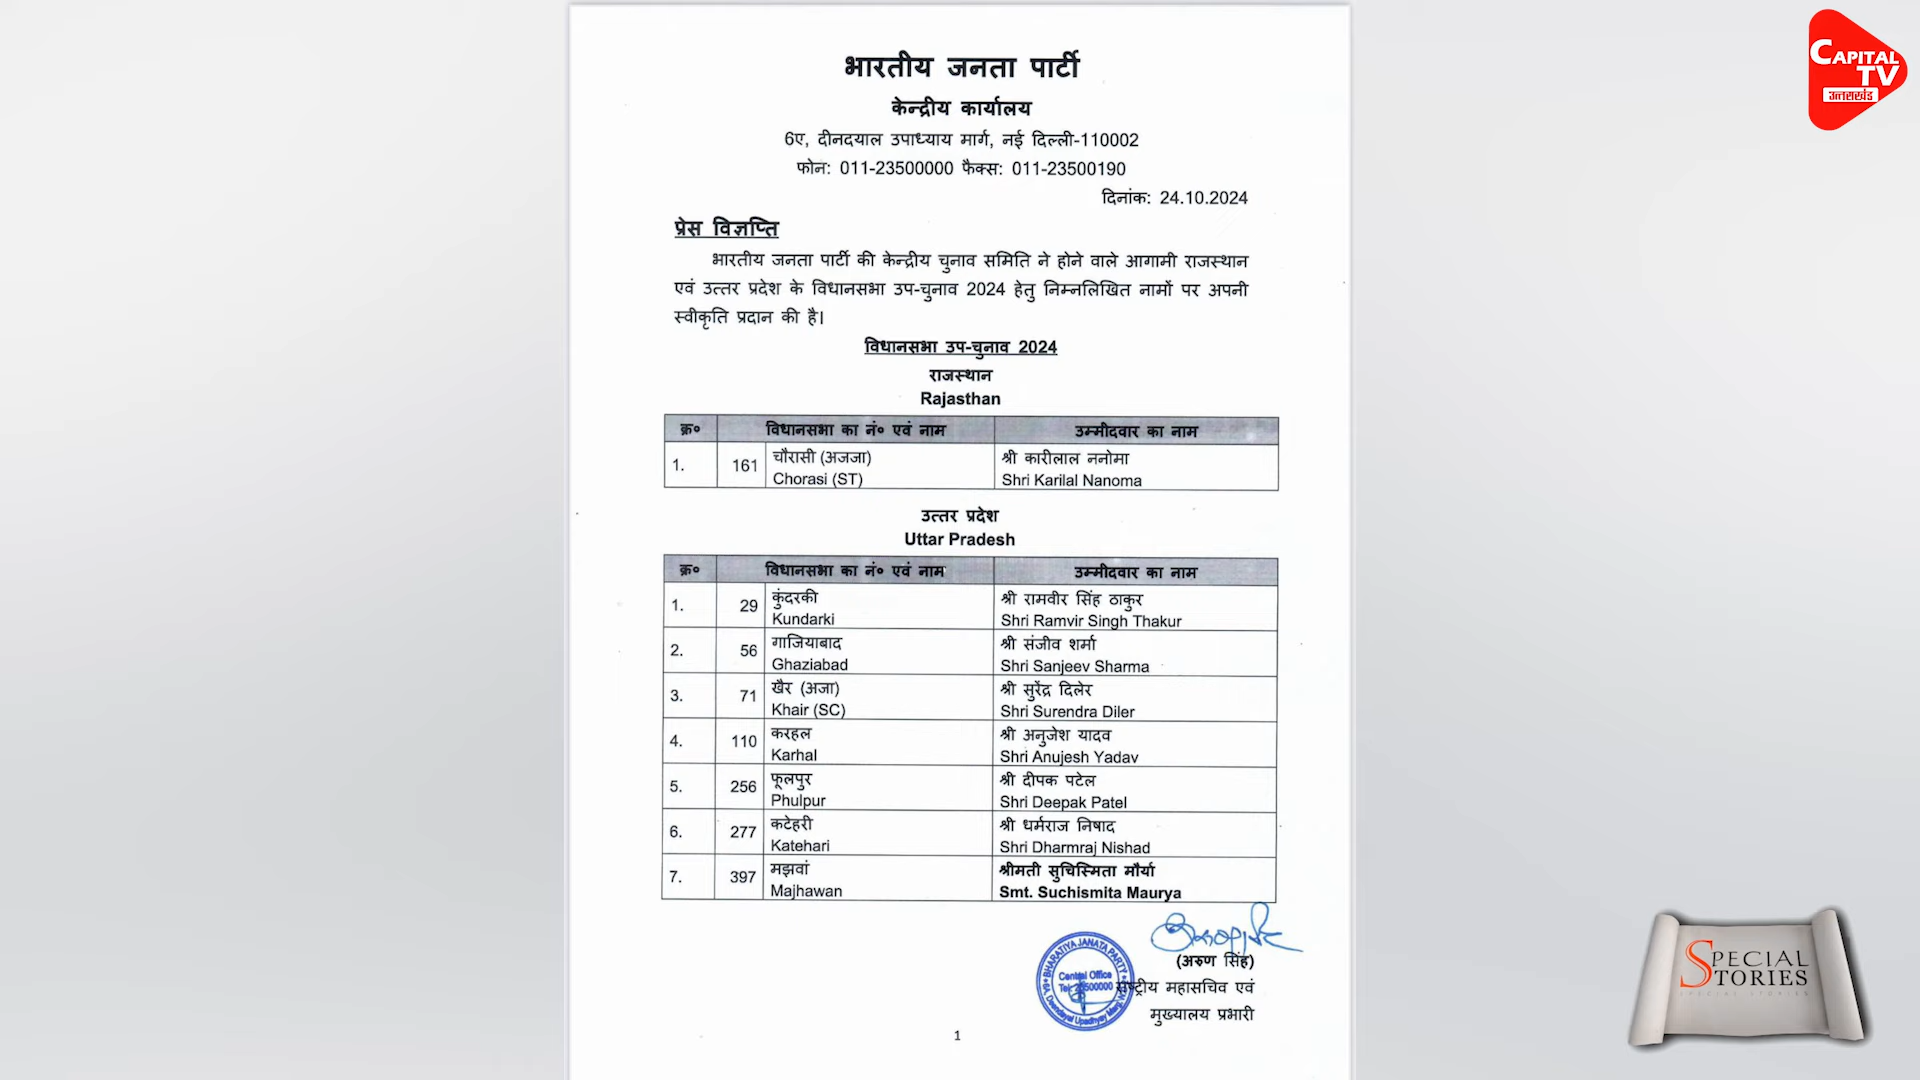 भारतीय जनता पार्टी
केन्द्रीय कार्यालय
6ए, दीनदयाल उपाध्याय मार्ग, नई दिल्ली-110002
फोन: 011-23500000 फैक्स: 011-23500190
दिनांक: 24.10.2024
प्रेस विज्ञप्ति
भारतीय जनता पार्टी की केन्द्रीय चुनाव समिति ने होने वाले आगामी राजस्थान
एवं उत्तर प्रदेश के विधानसभा उप-चुनाव 2024 हेतु निम्नलिखित नामों पर अपनी
स्वीकृति प्रदान की है।
विधानसभा उप-चुनाव 2024
राजस्थान
Rajasthan
क्र० विधानसभा का नं० एवं नाम उम्मीदवार का नाम
1. 161 चौरासी (अजजा) श्री कारीलाल ननोमा
Chorasi (ST) Shri Karilal Nanoma
उत्तर प्रदेश
Uttar Pradesh
क्र० विधानसभा का नं० एवं नाम उम्मीदवार का नाम
1. 29 कुंदरकी श्री रामवीर सिंह ठाकुर
Kundarki Shri Ramvir Singh Thakur
2. 56 गाजियाबाद श्री संजीव शर्मा
Ghaziabad Shri Sanjeev Sharma
3. 71 खैर (अजा) श्री सुरेंद्र दिलेर
Khair (SC) Shri Surendra Diler
4. 110 करहल श्री अनुजेश यादव
Karhal Shri Anujesh Yadav
5. 256 फूलपुर श्री दीपक पटेल
Phulpur Shri Deepak Patel
6. 277 कटेहरी श्री धर्मराज निषाद
Katehari Shri Dharmraj Nishad
7. 397 मझवां श्रीमती सुचिस्मिता मौर्या
Majhawan Smt. Suchismita Maurya
(अरुण सिंह)
राष्ट्रीय महासचिव एवं
मुख्यालय प्रभारी
BHARATIYA JANATA PARTY
Central Office
1
CAPITAL
TV
उत्तराखंड
SPECIAL
STORIES